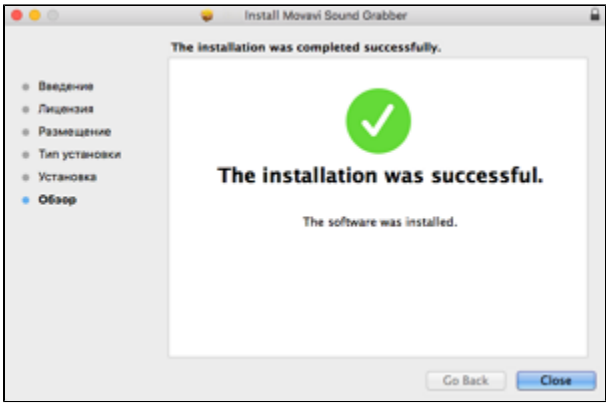 Install Movavi Sound Grabber
The installation was completed successfully.
Введение
Лицензия
Размещение
Тип установки
Установка
Обзор
The installation was successful.
The software was installed.
Go Back
Close